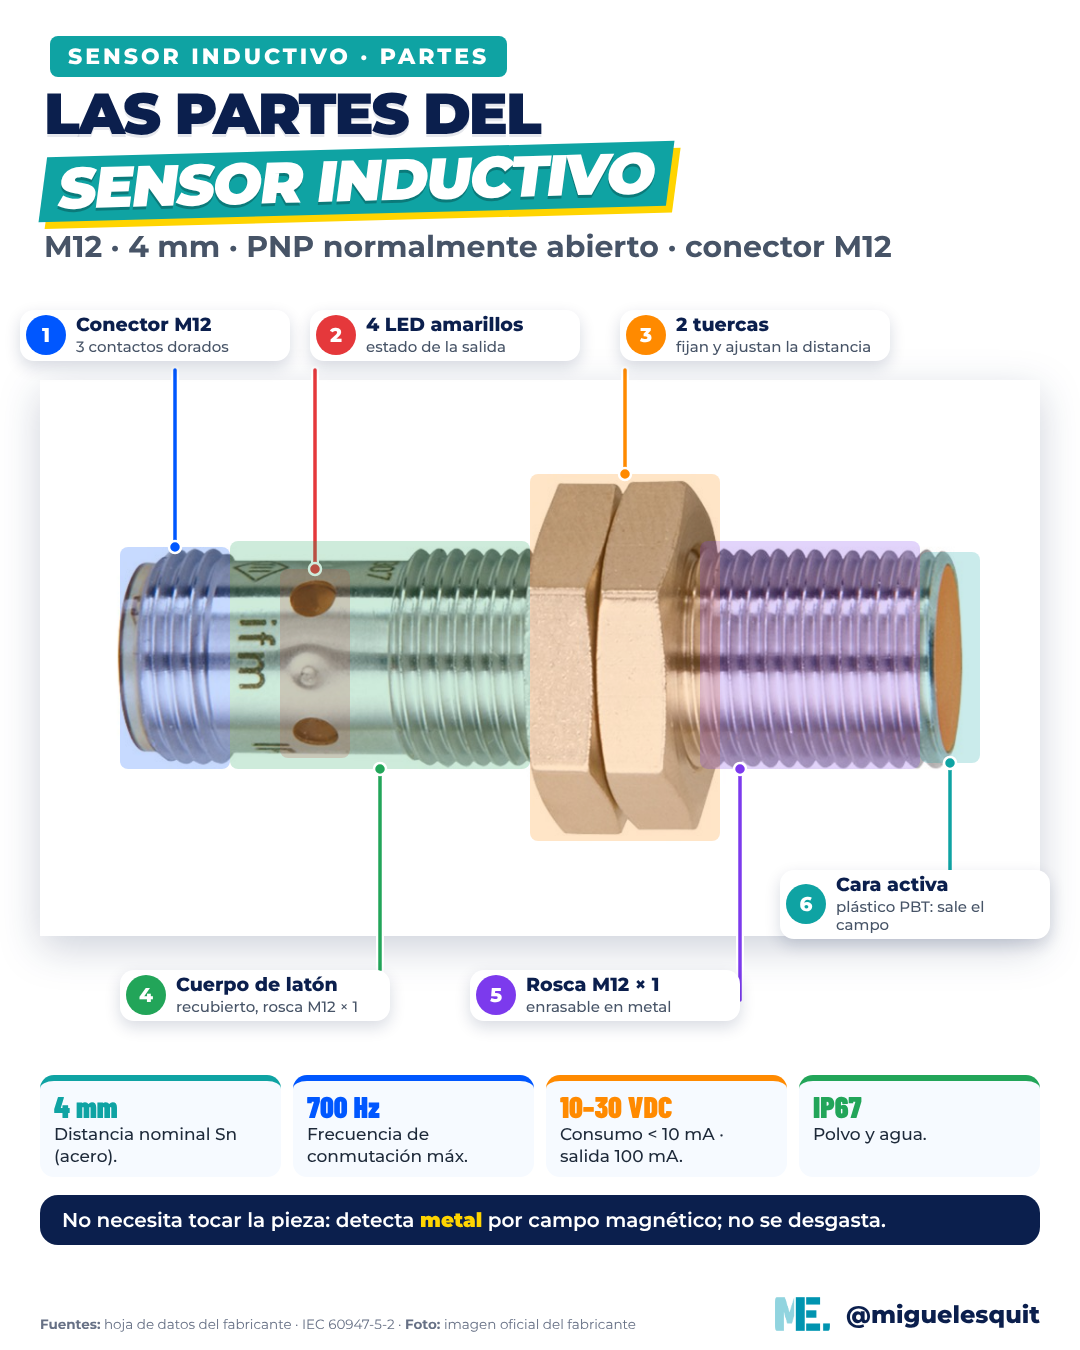 SENSOR INDUCTIVO · PARTES
LAS PARTES DEL
SENSOR INDUCTIVO
M12 · 4 mm · PNP normalmente abierto · conector M12
1 Conector M12
3 contactos dorados
2 4 LED amarillos
estado de la salida
3 2 tuercas
fijan y ajustan la distancia
ifm
6 Cara activa
plástico PBT: sale el
campo
4 Cuerpo de latón
recubierto, rosca M12 × 1
5 Rosca M12 × 1
enrasable en metal
4 mm
Distancia nominal Sn
(acero).
700 Hz
Frecuencia de
conmutación máx.
10–30 VDC
Consumo < 10 mA ·
salida 100 mA.
IP67
Polvo y agua.
No necesita tocar la pieza: detecta metal por campo magnético; no se desgasta.
Fuentes: hoja de datos del fabricante · IEC 60947-5-2 · Foto: imagen oficial del fabricante
ME. @miguelesquit